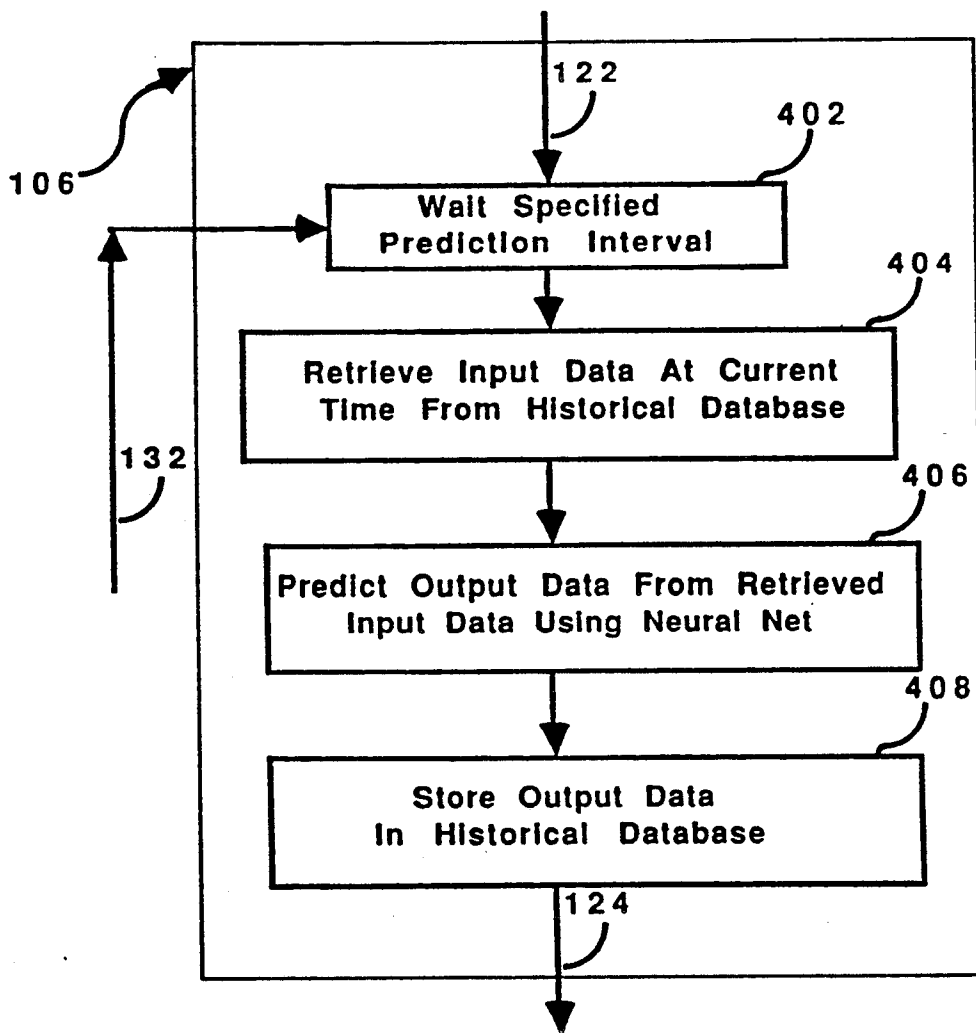 122
402
106
Wait Specified
Prediction Interval
404
Retrieve Input Data At Current
Time From Historical Database
132
406
Predict Output Data From Retrieved
Input Data Using Neural Net
408
Store Output Data
In Historical Database
124